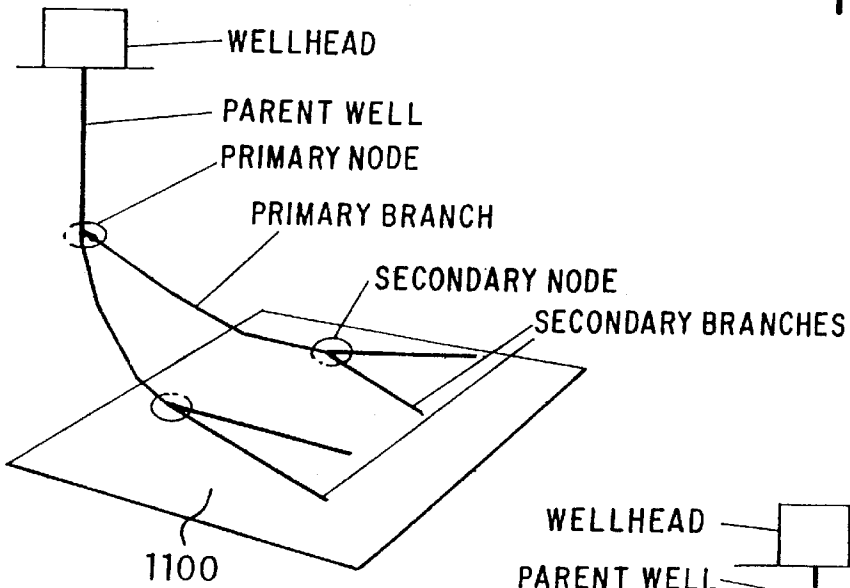 WELLHEAD
PARENT WELL
PRIMARY NODE
PRIMARY BRANCH
SECONDARY NODE
SECONDARY BRANCHES
1100
WELLHEAD
PARENT WELL